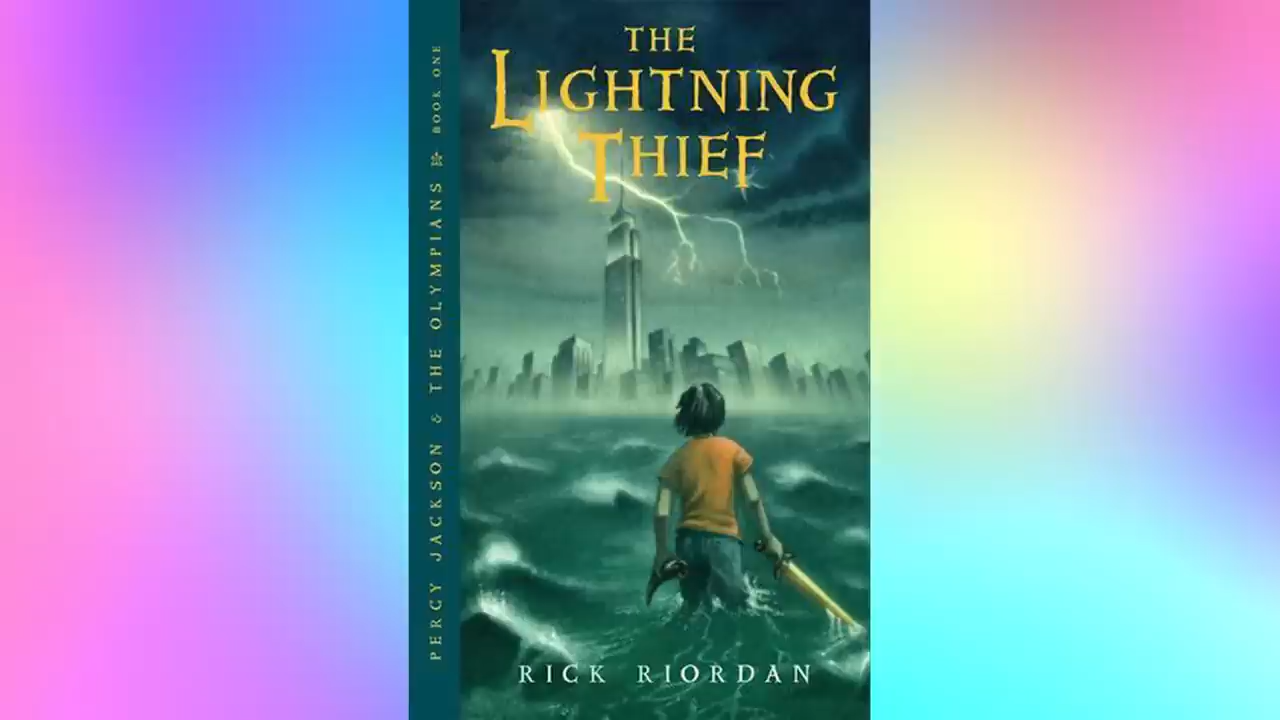 THE
LIGHTNING
THIEF
PERCY JACKSON & THE OLYMPIANS BOOK ONE
RICK RIORDAN